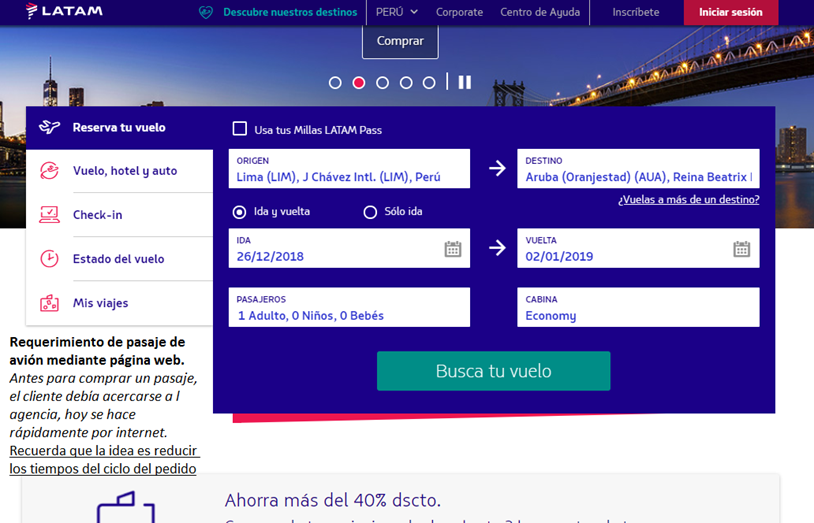 LATAM
Descubre nuestros destinos
PERÚ
Corporate
Centro de Ayuda
Inscríbete
Iniciar sesión
Comprar
Reserva tu vuelo
Vuelo, hotel y auto
Check-in
Estado del vuelo
Mis viajes
Usa tus Millas LATAM Pass
ORIGEN
Lima (LIM), J Chávez Intl. (LIM), Perú
DESTINO
Aruba (Oranjestad) (AUA), Reina Beatrix
¿Vuelas a más de un destino?
Ida y vuelta
Sólo ida
IDA
26/12/2018
VUELTA
02/01/2019
PASAJEROS
1 Adulto, 0 Niños, 0 Bebés
CABINA
Economy
Busca tu vuelo
Requerimiento de pasaje de
avión mediante página web.
Antes para comprar un pasaje,
el cliente debía acercarse a l
agencia, hoy se hace
rápidamente por internet.
Recuerda que la idea es reducir
los tiempos del ciclo del pedido
Ahorra más del 40% dscto.